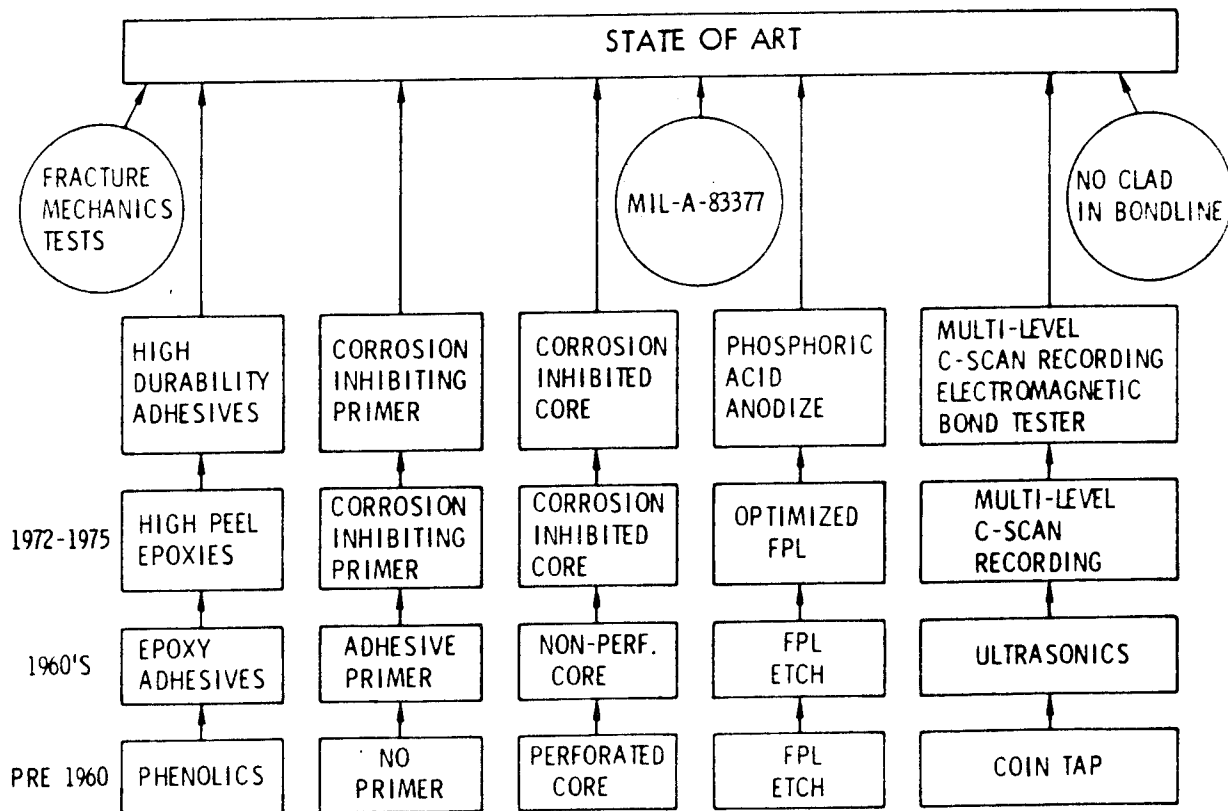 STATE OF ART
FRACTURE
MECHANICS
TESTS
MIL-A-83377
NO CLAD
IN BONDLINE
HIGH
DURABILITY
ADHESIVES
CORROSION
INHIBITING
PRIMER
CORROSION
INHIBITED
CORE
PHOSPHORIC
ACID
ANODIZE
MULTI-LEVEL
C-SCAN RECORDING
ELECTROMAGNETIC
BOND TESTER
1972-1975
HIGH PEEL
EPOXIES
CORROSION
INHIBITING
PRIMER
CORROSION
INHIBITED
CORE
OPTIMIZED
FPL
MULTI-LEVEL
C-SCAN
RECORDING
1960'S
EPOXY
ADHESIVES
ADHESIVE
PRIMER
NON-PERF.
CORE
FPL
ETCH
ULTRASONICS
PRE 1960
PHENOLICS
NO
PRIMER
PERFORATED
CORE
FPL
ETCH
COIN TAP